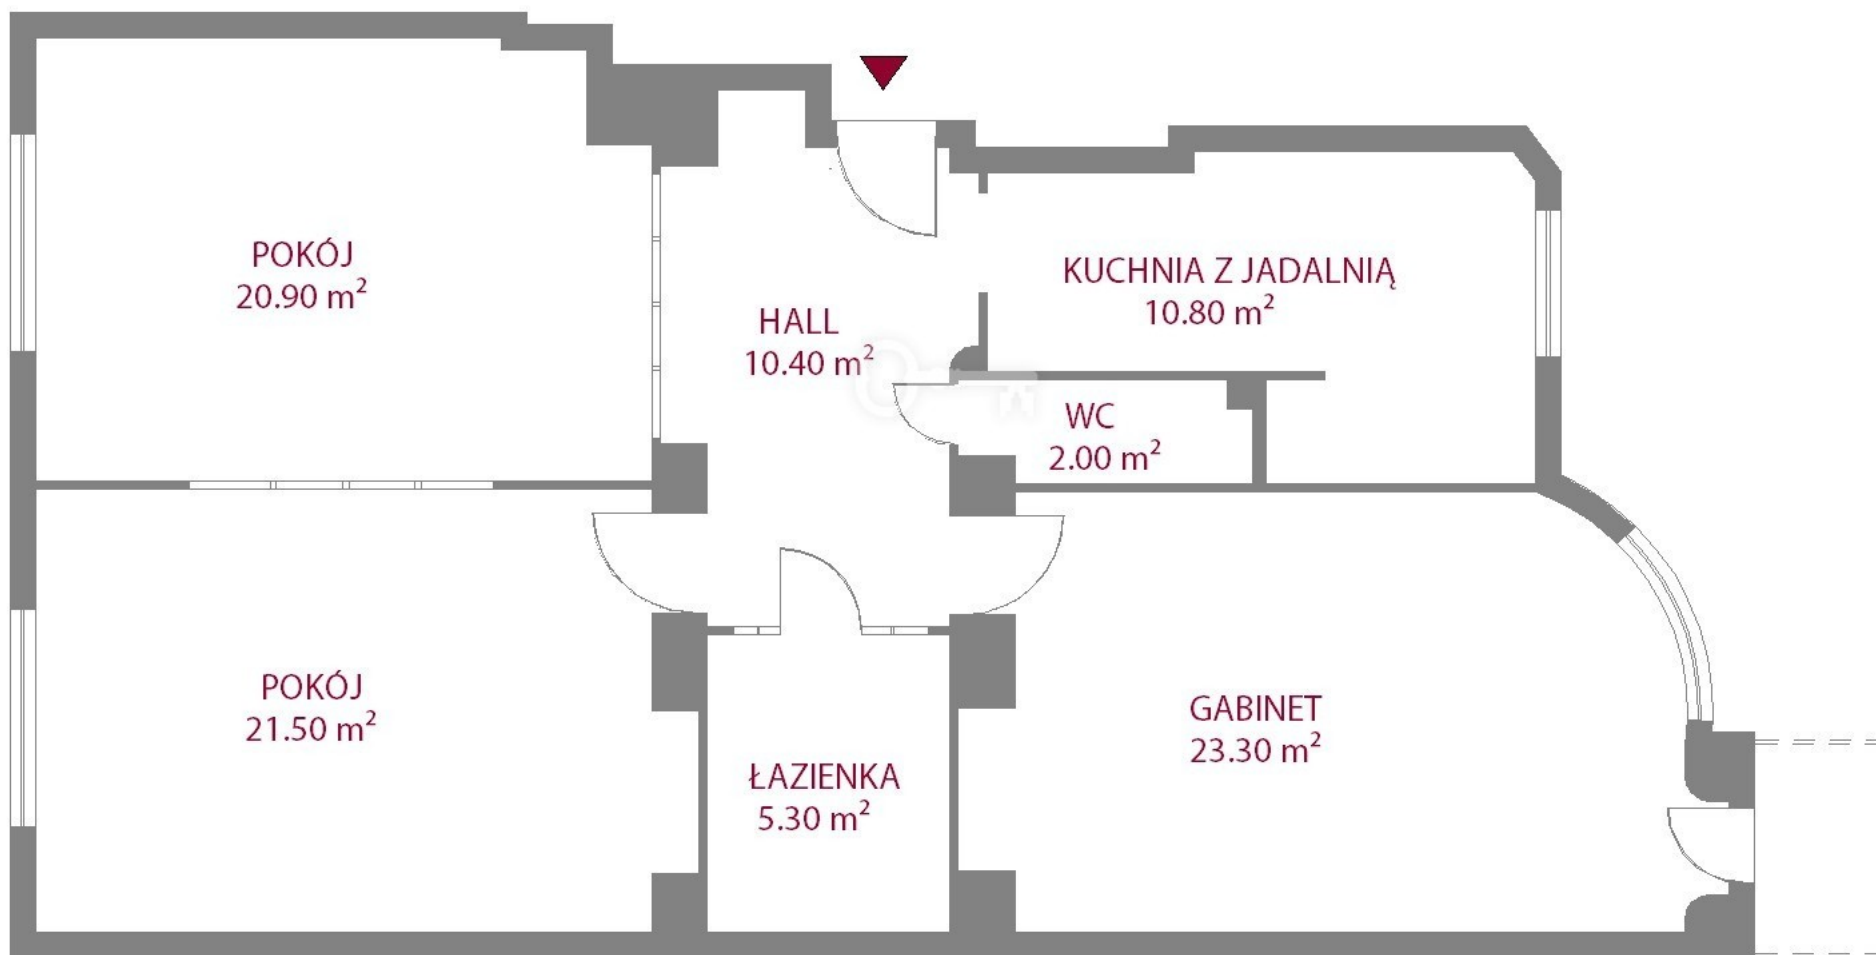 POKÓJ
20.90 m²
HALL
10.40 m²
KUCHNIA Z JADALNIĄ
10.80 m²
WC
2.00 m²
POKÓJ
21.50 m²
ŁAZIENKA
5.30 m²
GABINET
23.30 m²